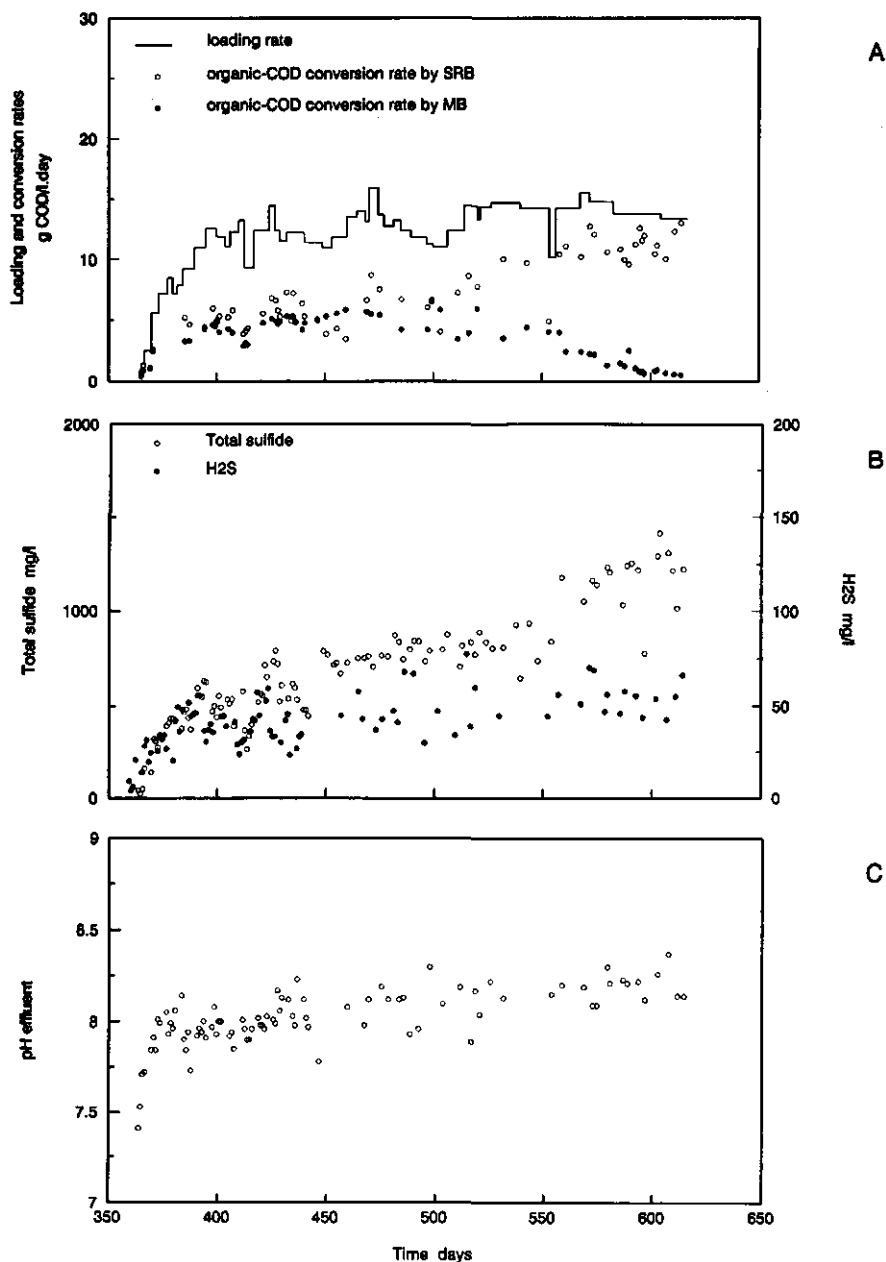 A
30
20
10
0
Loading and conversion rates
g COD/l.day
loading rate
organic-COD conversion rate by SRB
organic-COD conversion rate by MB
B
2000
1000
0
Total sulfide mg/l
Total sulfide
H2S
200
150
100
50
0
H2S mg/l
C
9
8.5
8
7.5
7
pH effluent
350
400
450
500
550
600
650
Time days